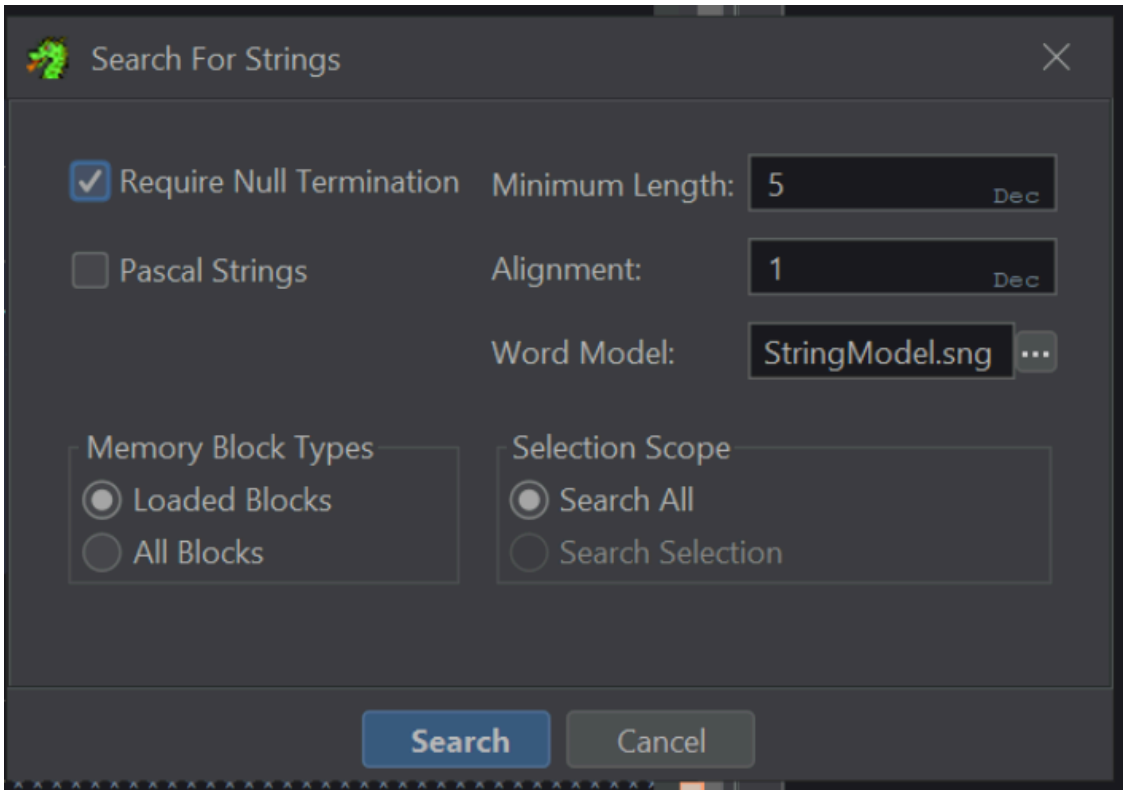 Search For Strings
Require Null Termination
Minimum Length: 5 Dec
Pascal Strings
Alignment: 1 Dec
Word Model: StringModel.sng ...
Memory Block Types
Loaded Blocks
All Blocks
Selection Scope
Search All
Search Selection
Search
Cancel